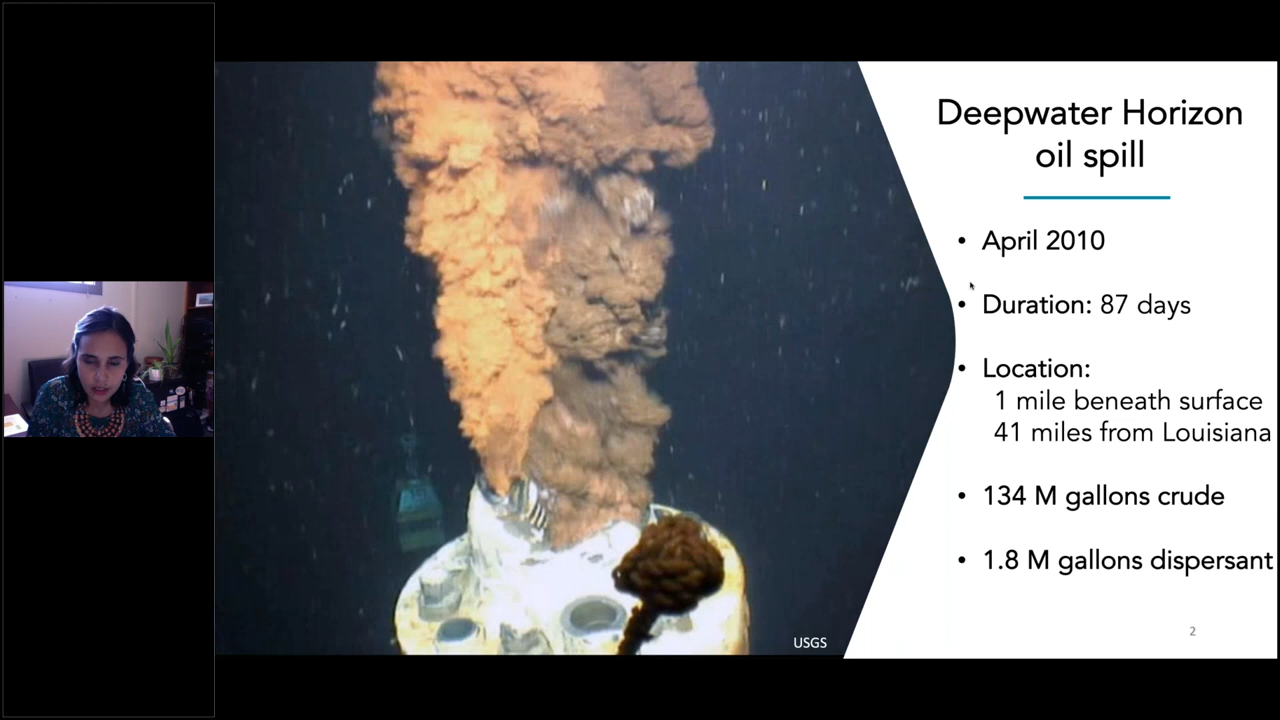 Deepwater Horizon
oil spill
• April 2010
• Duration: 87 days
• Location:
1 mile beneath surface
41 miles from Louisiana
• 134 M gallons crude
• 1.8 M gallons dispersant
USGS
2